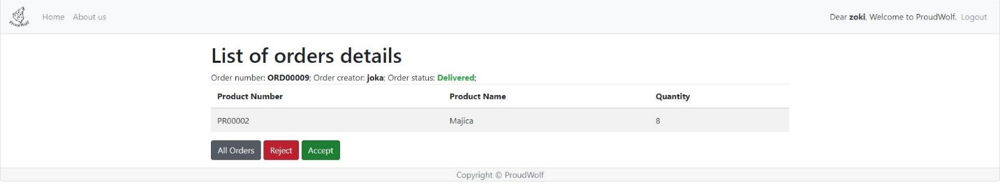 ProudWolf
Home About us Dear zoki, Welcome to ProudWolf. Logout
List of orders details
Order number: ORD00009; Order creator: joka; Order status: Delivered;
Product Number Product Name Quantity
PR00002 Majica 8
All Orders Reject Accept
Copyright © ProudWolf